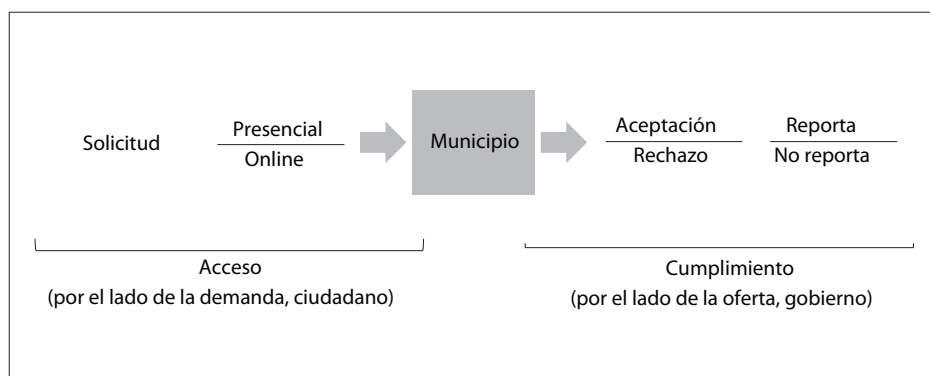 Solicitud
Presencial
Online
Municipio
Aceptación
Rechazo
Reporta
No reporta
Acceso
(por el lado de la demanda, ciudadano)
Cumplimiento
(por el lado de la oferta, gobierno)